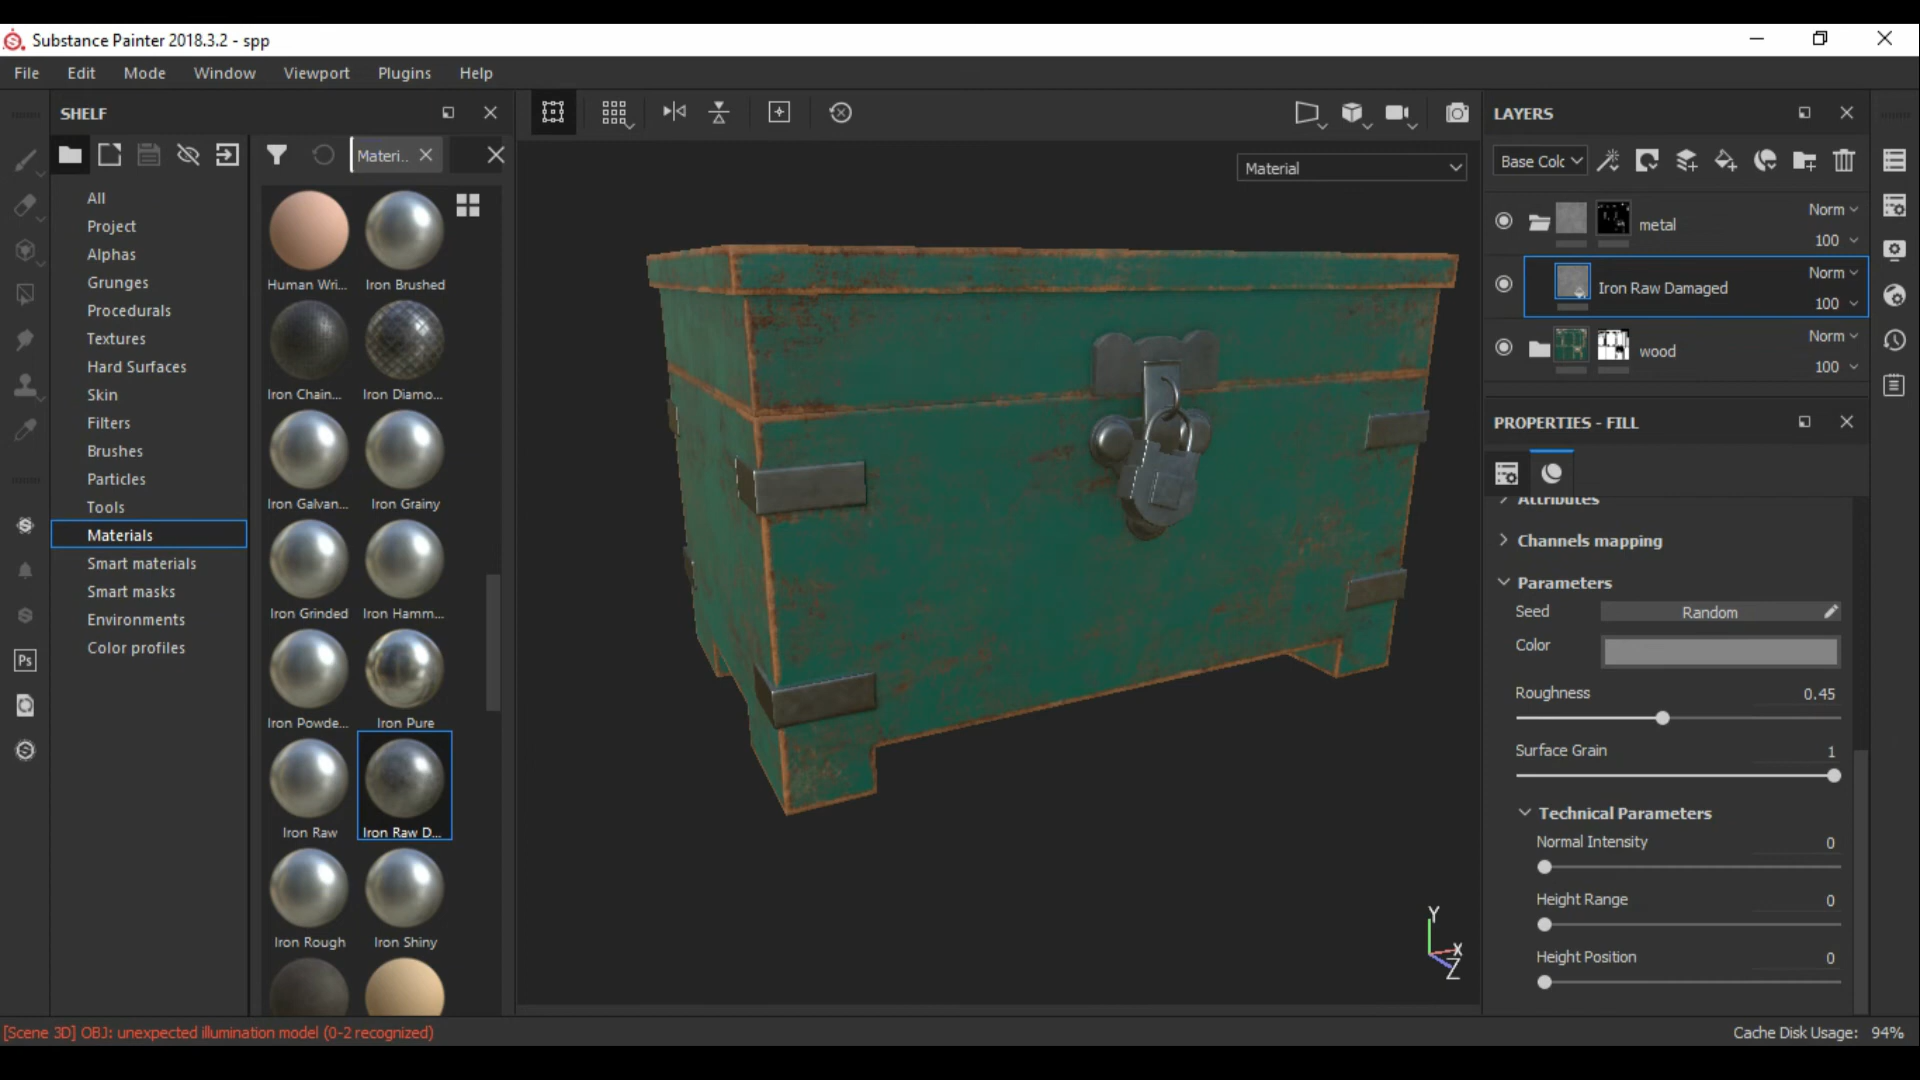 Substance Painter 2018.3.2 - spp
File Edit Mode Window Viewport Plugins Help
SHELF
Materi..
All
Project
Alphas
Grunges
Procedurals
Textures
Hard Surfaces
Skin
Filters
Brushes
Particles
Tools
Materials
Smart materials
Smart masks
Environments
Color profiles
Ps
Human Wri... Iron Brushed
Iron Chain... Iron Diamo...
Iron Galvan... Iron Grainy
Iron Grinded Iron Hamm...
Iron Powde... Iron Pure
Iron Raw Iron Raw D...
Iron Rough Iron Shiny
Material
Y
X
Z
LAYERS
Base Colc
metal Norm 100
Iron Raw Damaged Norm 100
wood Norm 100
PROPERTIES - FILL
Attributes
Channels mapping
Parameters
Seed Random
Color
Roughness 0.45
Surface Grain 1
Technical Parameters
Normal Intensity 0
Height Range 0
Height Position 0
[Scene 3D] OBJ: unexpected illumination model (0-2 recognized)
Cache Disk Usage: 94%